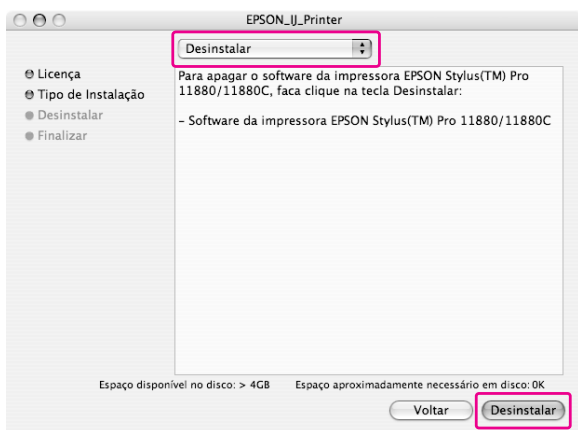 EPSON_IJ_Printer
Desinstalar
Licença
Tipo de Instalação
Desinstalar
Finalizar
Para apagar o software da impressora EPSON Stylus(TM) Pro
11880/11880C, faca clique na tecla Desinstalar:
– Software da impressora EPSON Stylus(TM) Pro 11880/11880C
Espaço disponível no disco: > 4GB Espaço aproximadamente necessário em disco: 0K
Voltar Desinstalar